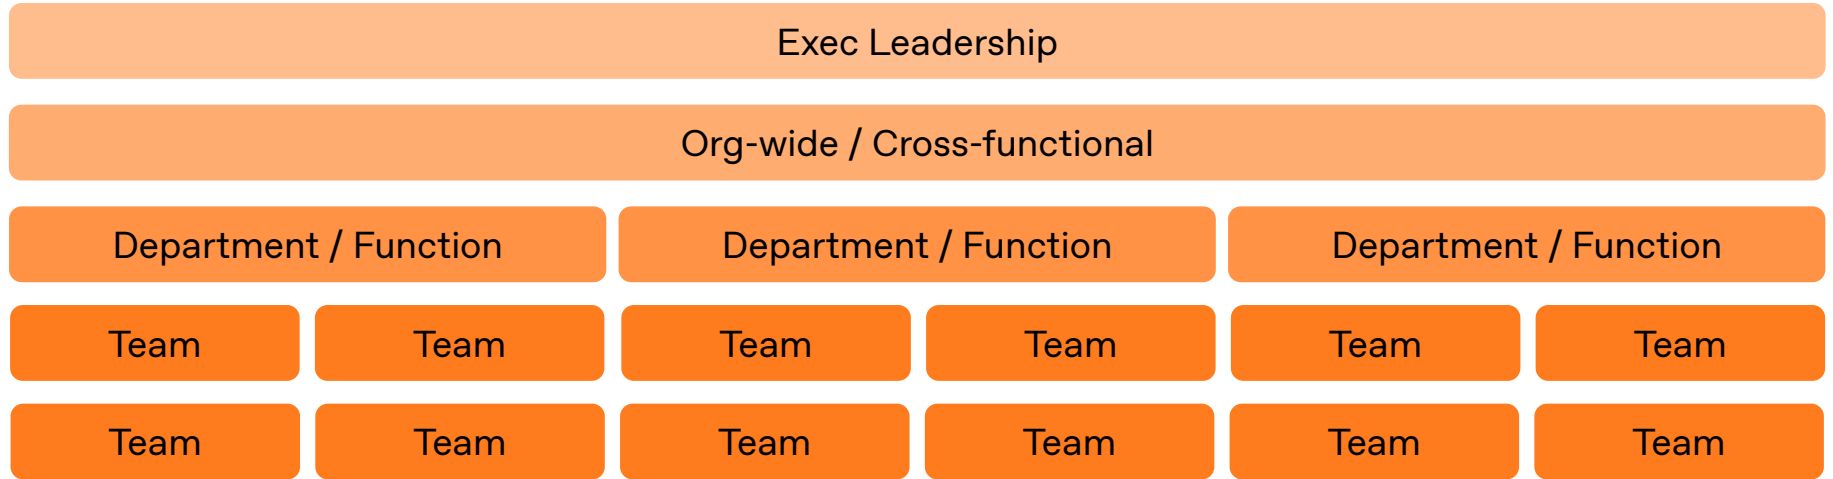 Exec Leadership
Org-wide / Cross-functional
Department / Function Department / Function Department / Function
Team Team Team Team Team Team
Team Team Team Team Team Team